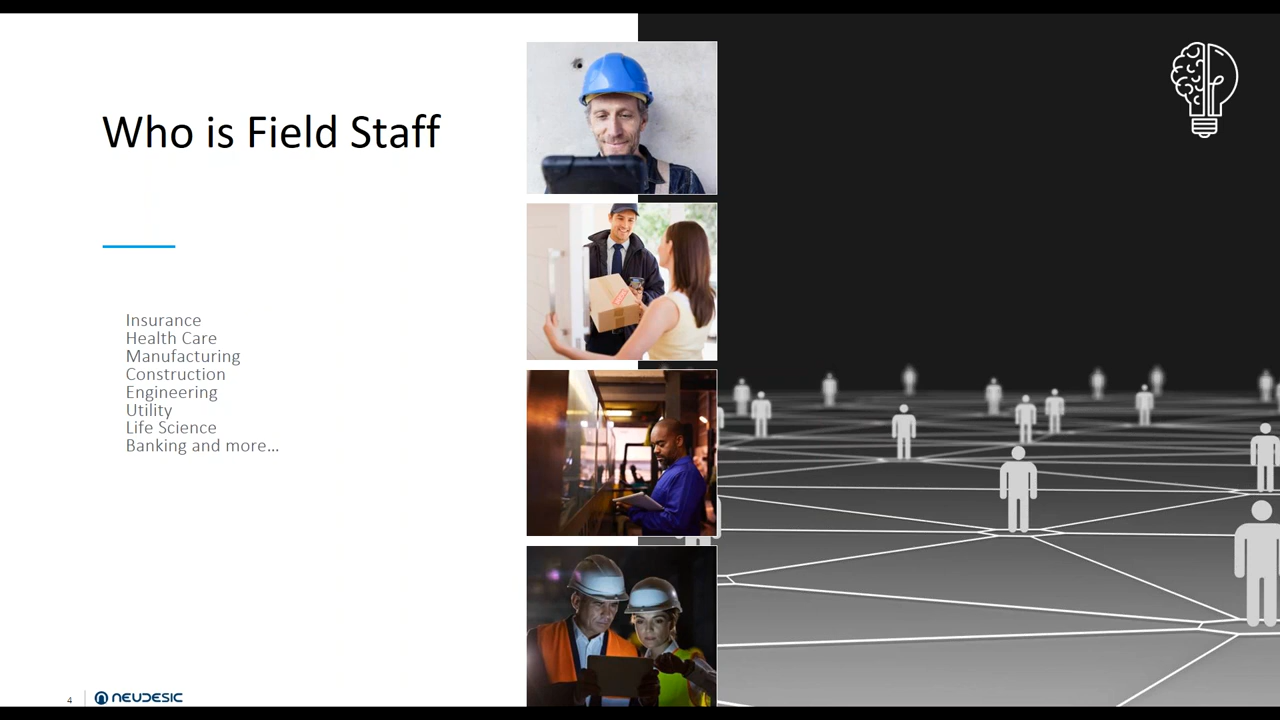 Who is Field Staff
Insurance
Health Care
Manufacturing
Construction
Engineering
Utility
Life Science
Banking and more…
4
NEUDESIC